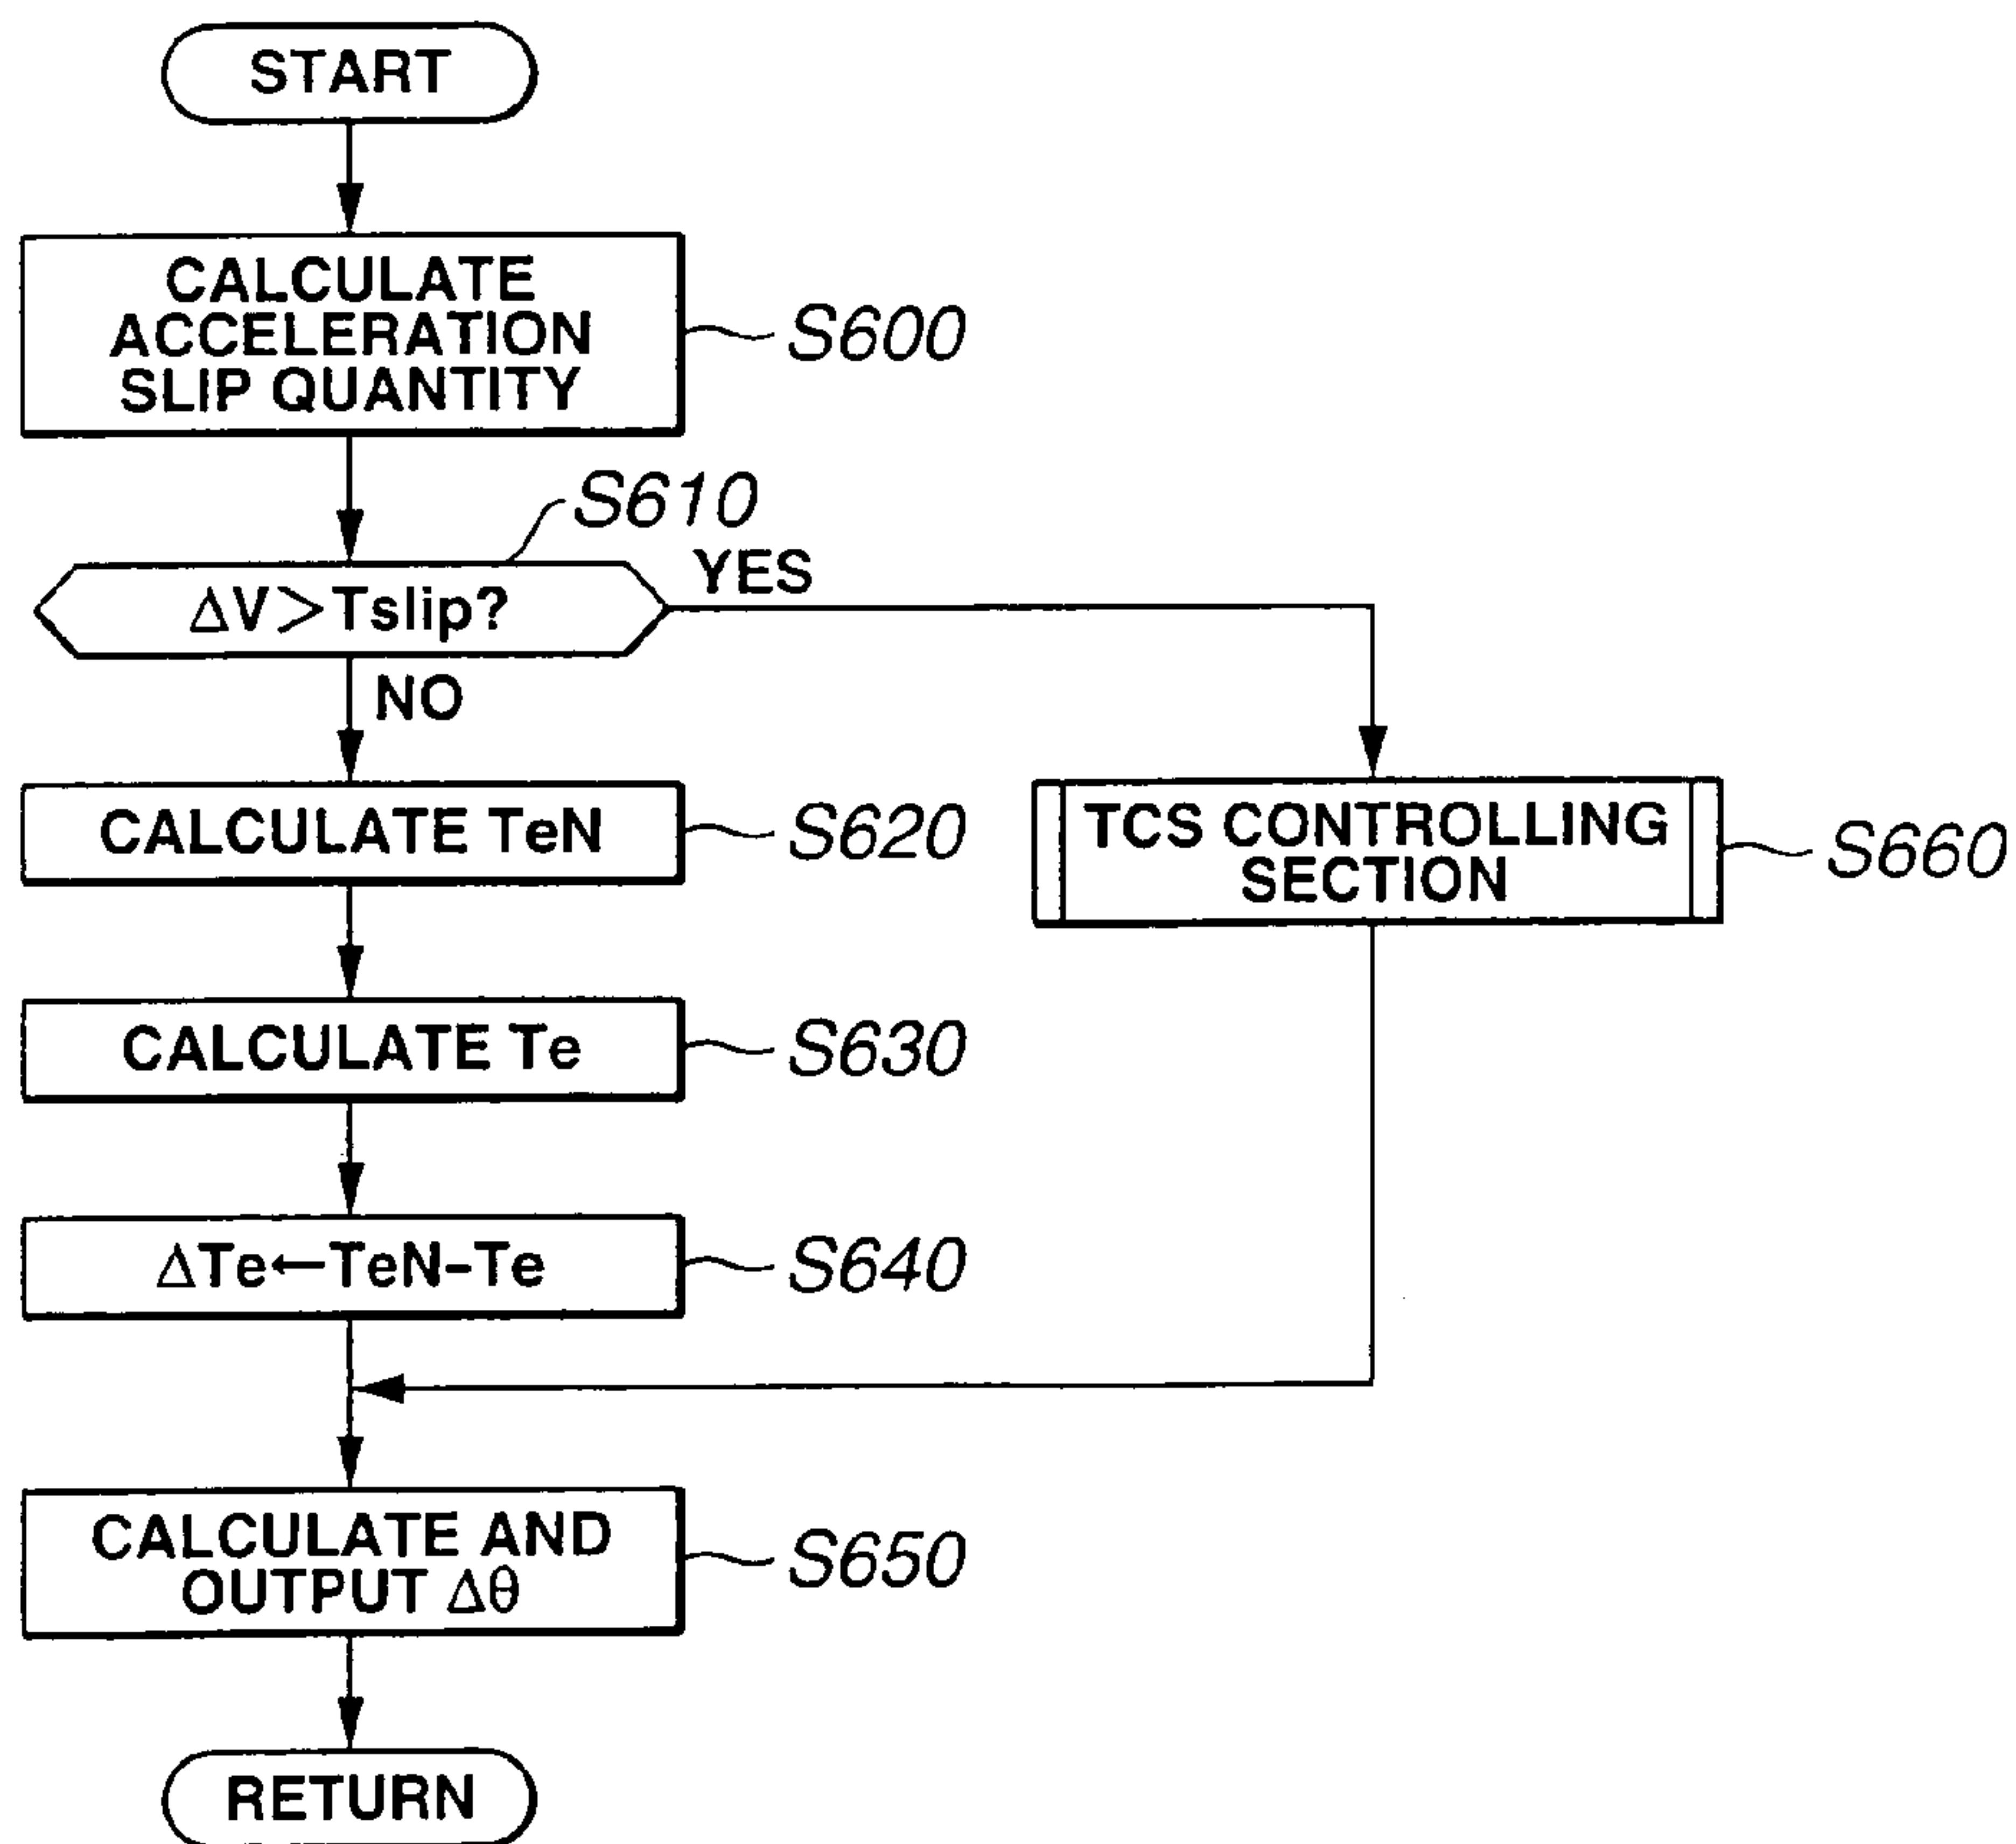 START
CALCULATE
ACCELERATION
SLIP QUANTITY
S600
S610
ΔV>Tslip?
YES
NO
CALCULATE TeN
S620
TCS CONTROLLING
SECTION
S660
CALCULATE Te
S630
ΔTe←TeN-Te
S640
CALCULATE AND
OUTPUT Δθ
S650
RETURN